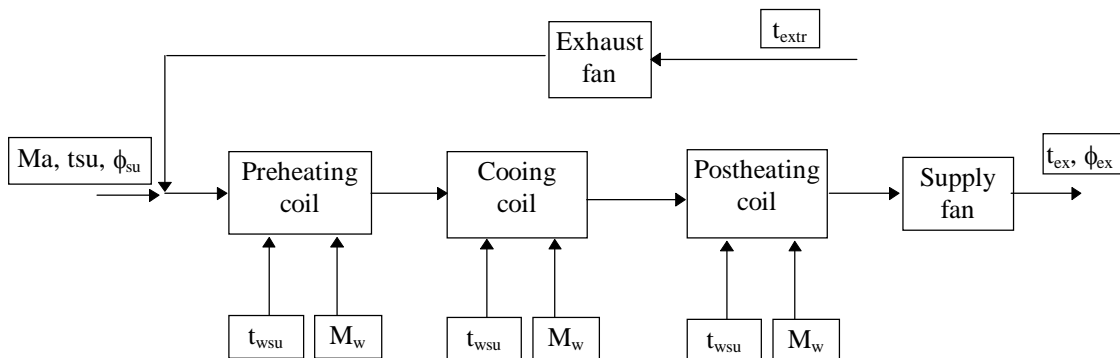 t_extr
Exhaust
fan
Ma, tsu, ϕ_su
Preheating
coil
Cooing
coil
Postheating
coil
Supply
fan
t_ex, ϕ_ex
t_wsu
M_w
t_wsu
M_w
t_wsu
M_w